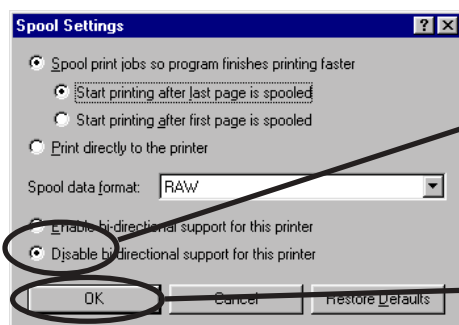 Spool Settings
Spool print jobs so program finishes printing faster
Start printing after last page is spooled
Start printing after first page is spooled
Print directly to the printer
Spool data format: RAW
Enable bi-directional support for this printer
Disable bi-directional support for this printer
OK Cancel Restore Defaults